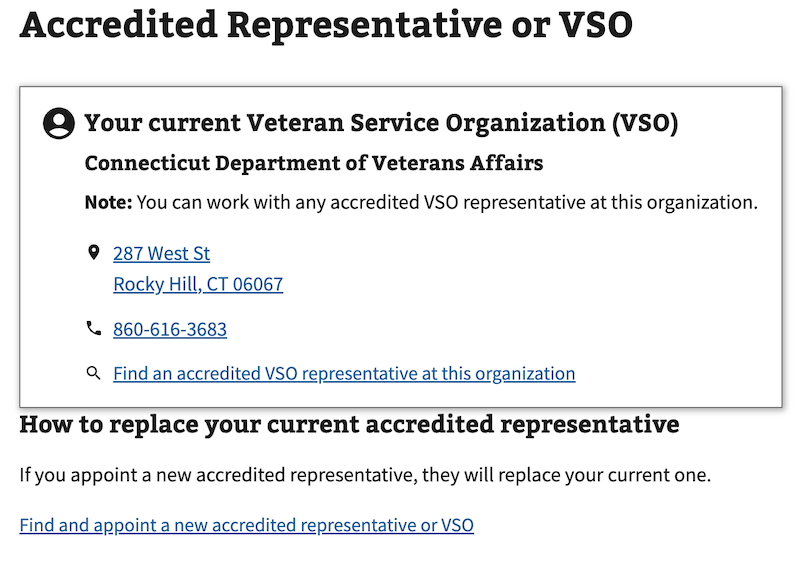 Accredited Representative or VSO
Your current Veteran Service Organization (VSO)
Connecticut Department of Veterans Affairs
Note: You can work with any accredited VSO representative at this organization.
287 West St
Rocky Hill, CT 06067
860-616-3683
Find an accredited VSO representative at this organization
How to replace your current accredited representative
If you appoint a new accredited representative, they will replace your current one.
Find and appoint a new accredited representative or VSO